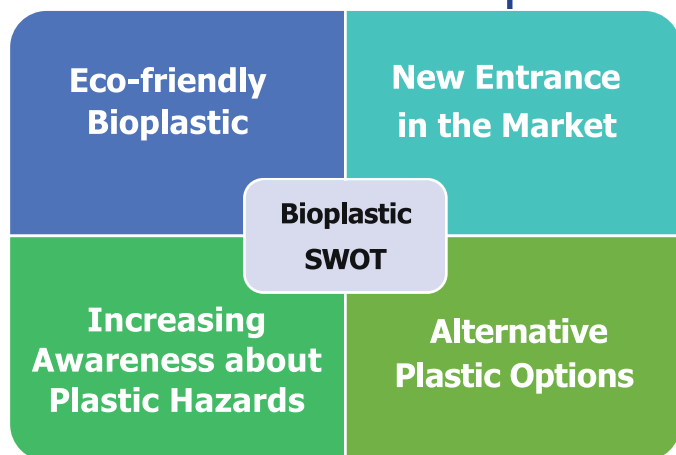 Eco-friendly
Bioplastic
New Entrance
in the Market
Bioplastic
SWOT
Increasing
Awareness about
Plastic Hazards
Alternative
Plastic Options